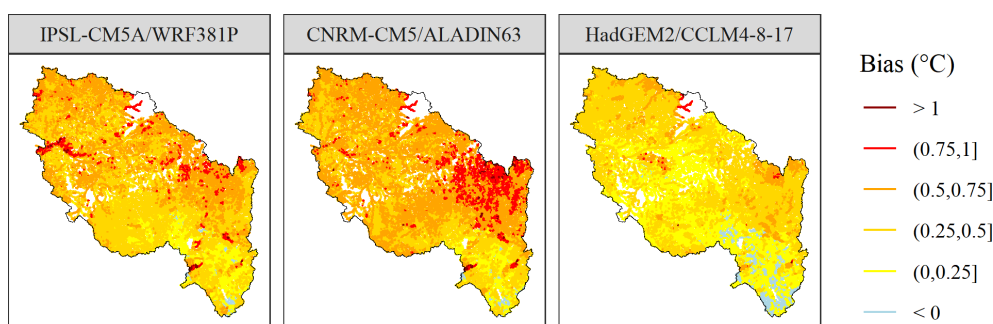 IPSL-CM5A/WRF381P
CNRM-CM5/ALADIN63
HadGEM2/CCLM4-8-17
Bias (°C)
> 1
(0.75,1]
(0.5,0.75]
(0.25,0.5]
(0,0.25]
< 0